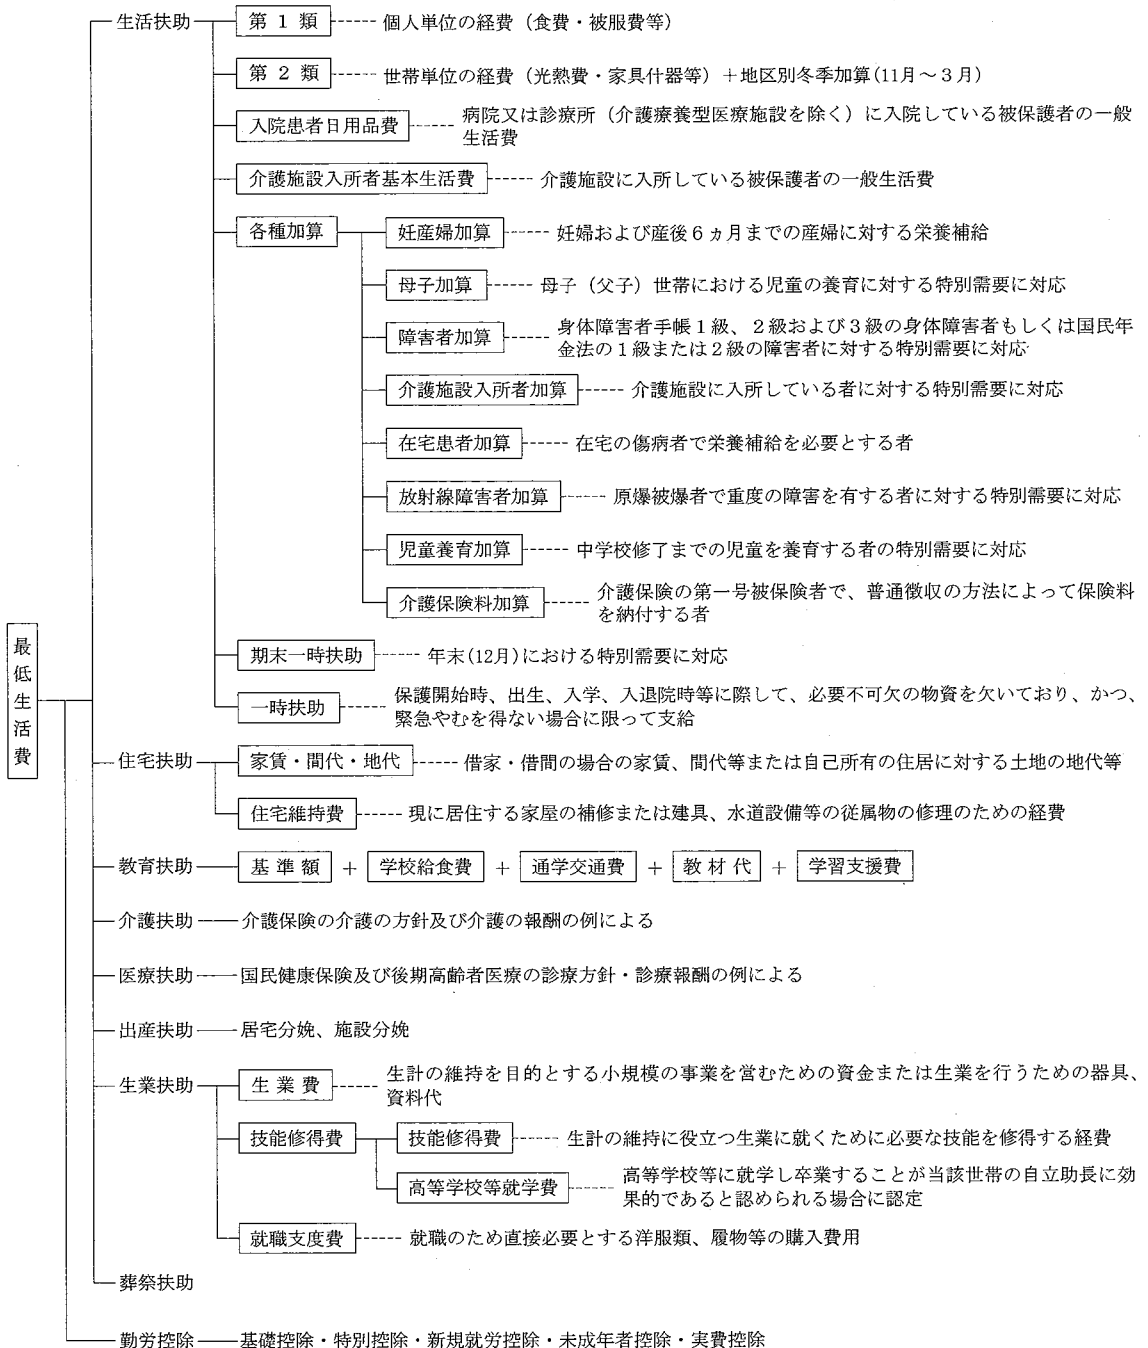 生活扶助 第1類 個人単位の経費（食費・被服費等）
第2類 世帯単位の経費（光熱費・家具什器等）＋地区別冬季加算(11月～3月)
入院患者日用品費 病院又は診療所（介護療養型医療施設を除く）に入院している被保護者の一般
生活費
介護施設入所者基本生活費 介護施設に入所している被保護者の一般生活費
各種加算 妊産婦加算 妊婦および産後6ヵ月までの産婦に対する栄養補給
母子加算 母子（父子）世帯における児童の養育に対する特別需要に対応
障害者加算 身体障害者手帳1級、2級および3級の身体障害者もしくは国民年
金法の1級または2級の障害者に対する特別需要に対応
介護施設入所者加算 介護施設に入所している者に対する特別需要に対応
在宅患者加算 在宅の傷病者で栄養補給を必要とする者
放射線障害者加算 原爆被爆者で重度の障害を有する者に対する特別需要に対応
児童養育加算 中学校修了までの児童を養育する者の特別需要に対応
介護保険料加算 介護保険の第一号被保険者で、普通徴収の方法によって保険料
を納付する者
最低生活費
期末一時扶助 年末(12月)における特別需要に対応
一時扶助 保護開始時、出生、入学、入退院時等に際して、必要不可欠の物資を欠いており、かつ、
緊急やむを得ない場合に限って支給
住宅扶助 家賃・間代・地代 借家・借間の場合の家賃、間代等または自己所有の住居に対する土地の地代等
住宅維持費 現に居住する家屋の補修または建具、水道設備等の従属物の修理のための経費
教育扶助 基準額 ＋ 学校給食費 ＋ 通学交通費 ＋ 教材代 ＋ 学習支援費
介護扶助 介護保険の介護の方針及び介護の報酬の例による
医療扶助 国民健康保険及び後期高齢者医療の診療方針・診療報酬の例による
出産扶助 居宅分娩、施設分娩
生業扶助 生業費 生計の維持を目的とする小規模の事業を営むための資金または生業を行うための器具、
資料代
技能修得費 技能修得費 生計の維持に役立つ生業に就くために必要な技能を修得する経費
高等学校等就学費 高等学校等に就学し卒業することが当該世帯の自立助長に効
果的であると認められる場合に認定
就職支度費 就職のため直接必要とする洋服類、履物等の購入費用
葬祭扶助
勤労控除 基礎控除・特別控除・新規就労控除・未成年者控除・実費控除